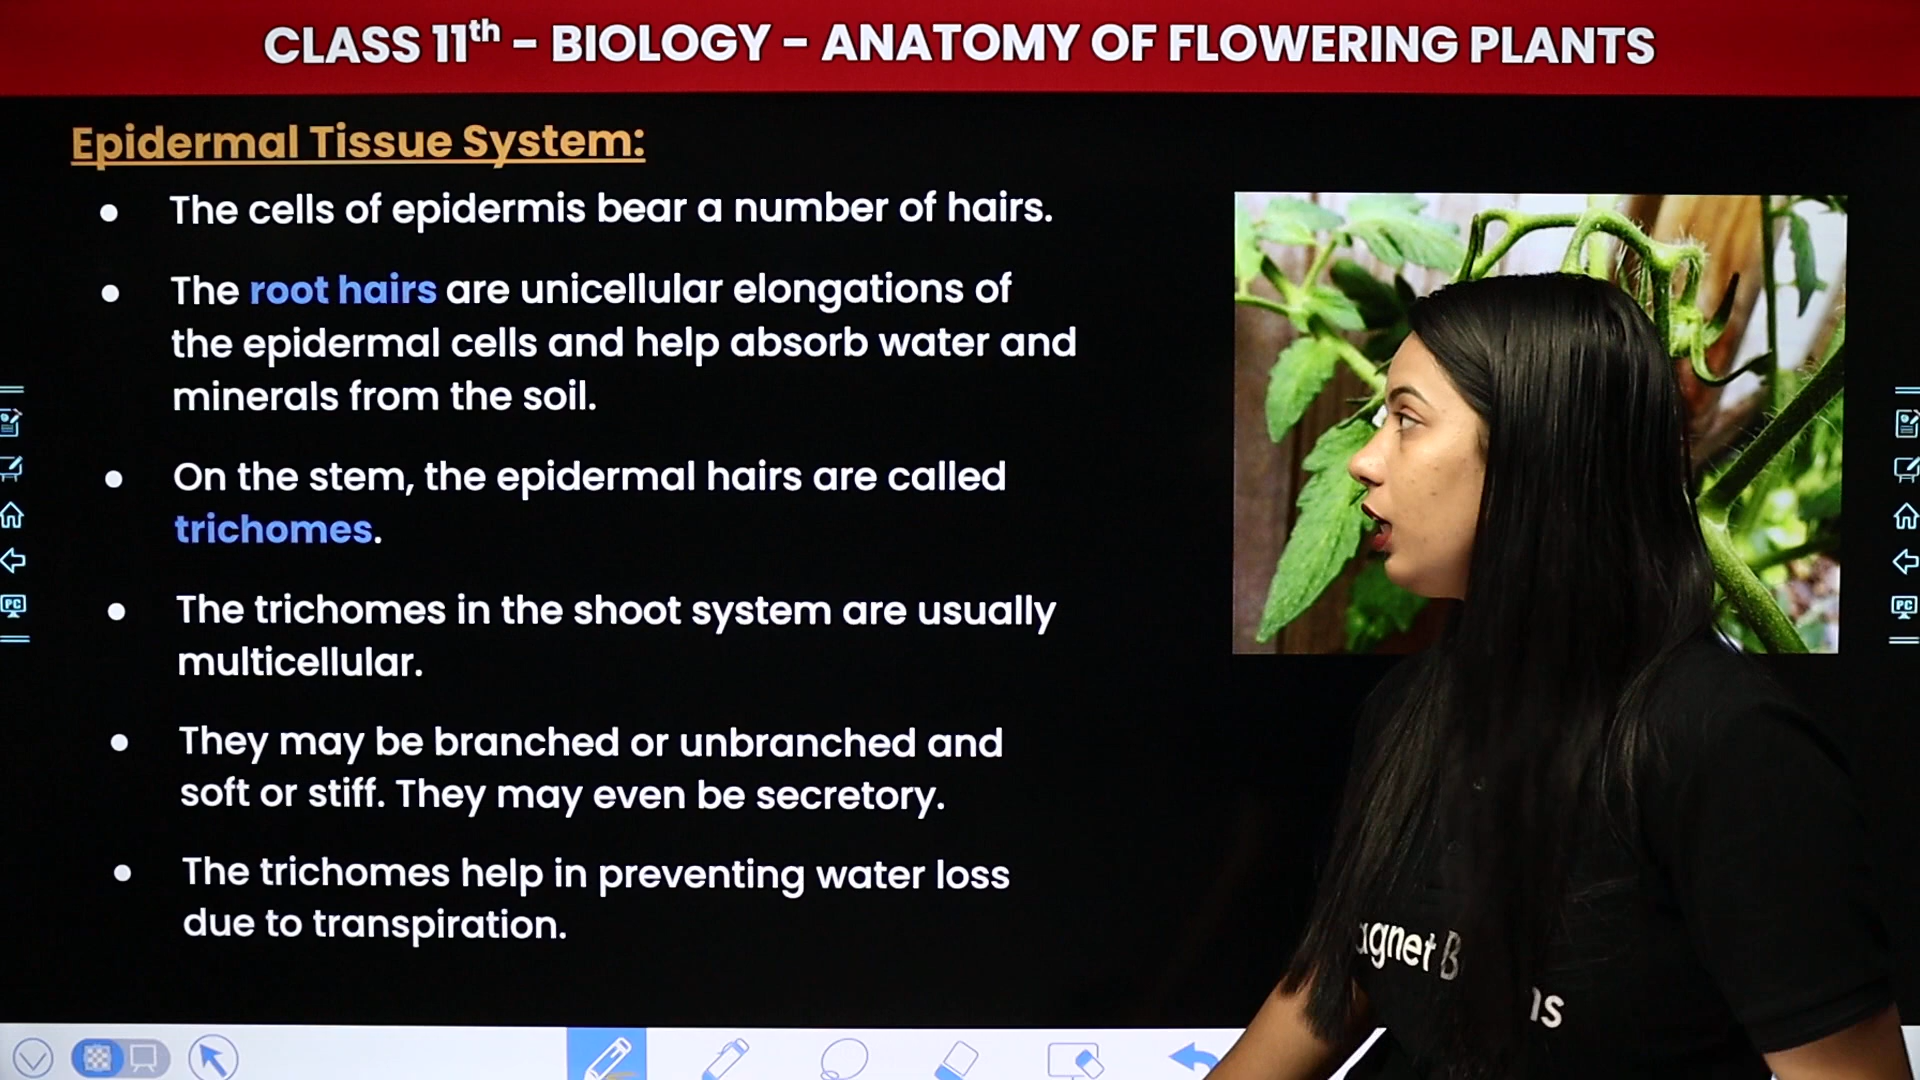 CLASS 11th - BIOLOGY - ANATOMY OF FLOWERING PLANTS
Epidermal Tissue System:
● The cells of epidermis bear a number of hairs.
● The root hairs are unicellular elongations of
the epidermal cells and help absorb water and
minerals from the soil.
● On the stem, the epidermal hairs are called
trichomes.
● The trichomes in the shoot system are usually
multicellular.
● They may be branched or unbranched and
soft or stiff. They may even be secretory.
● The trichomes help in preventing water loss
due to transpiration.
PC
PC